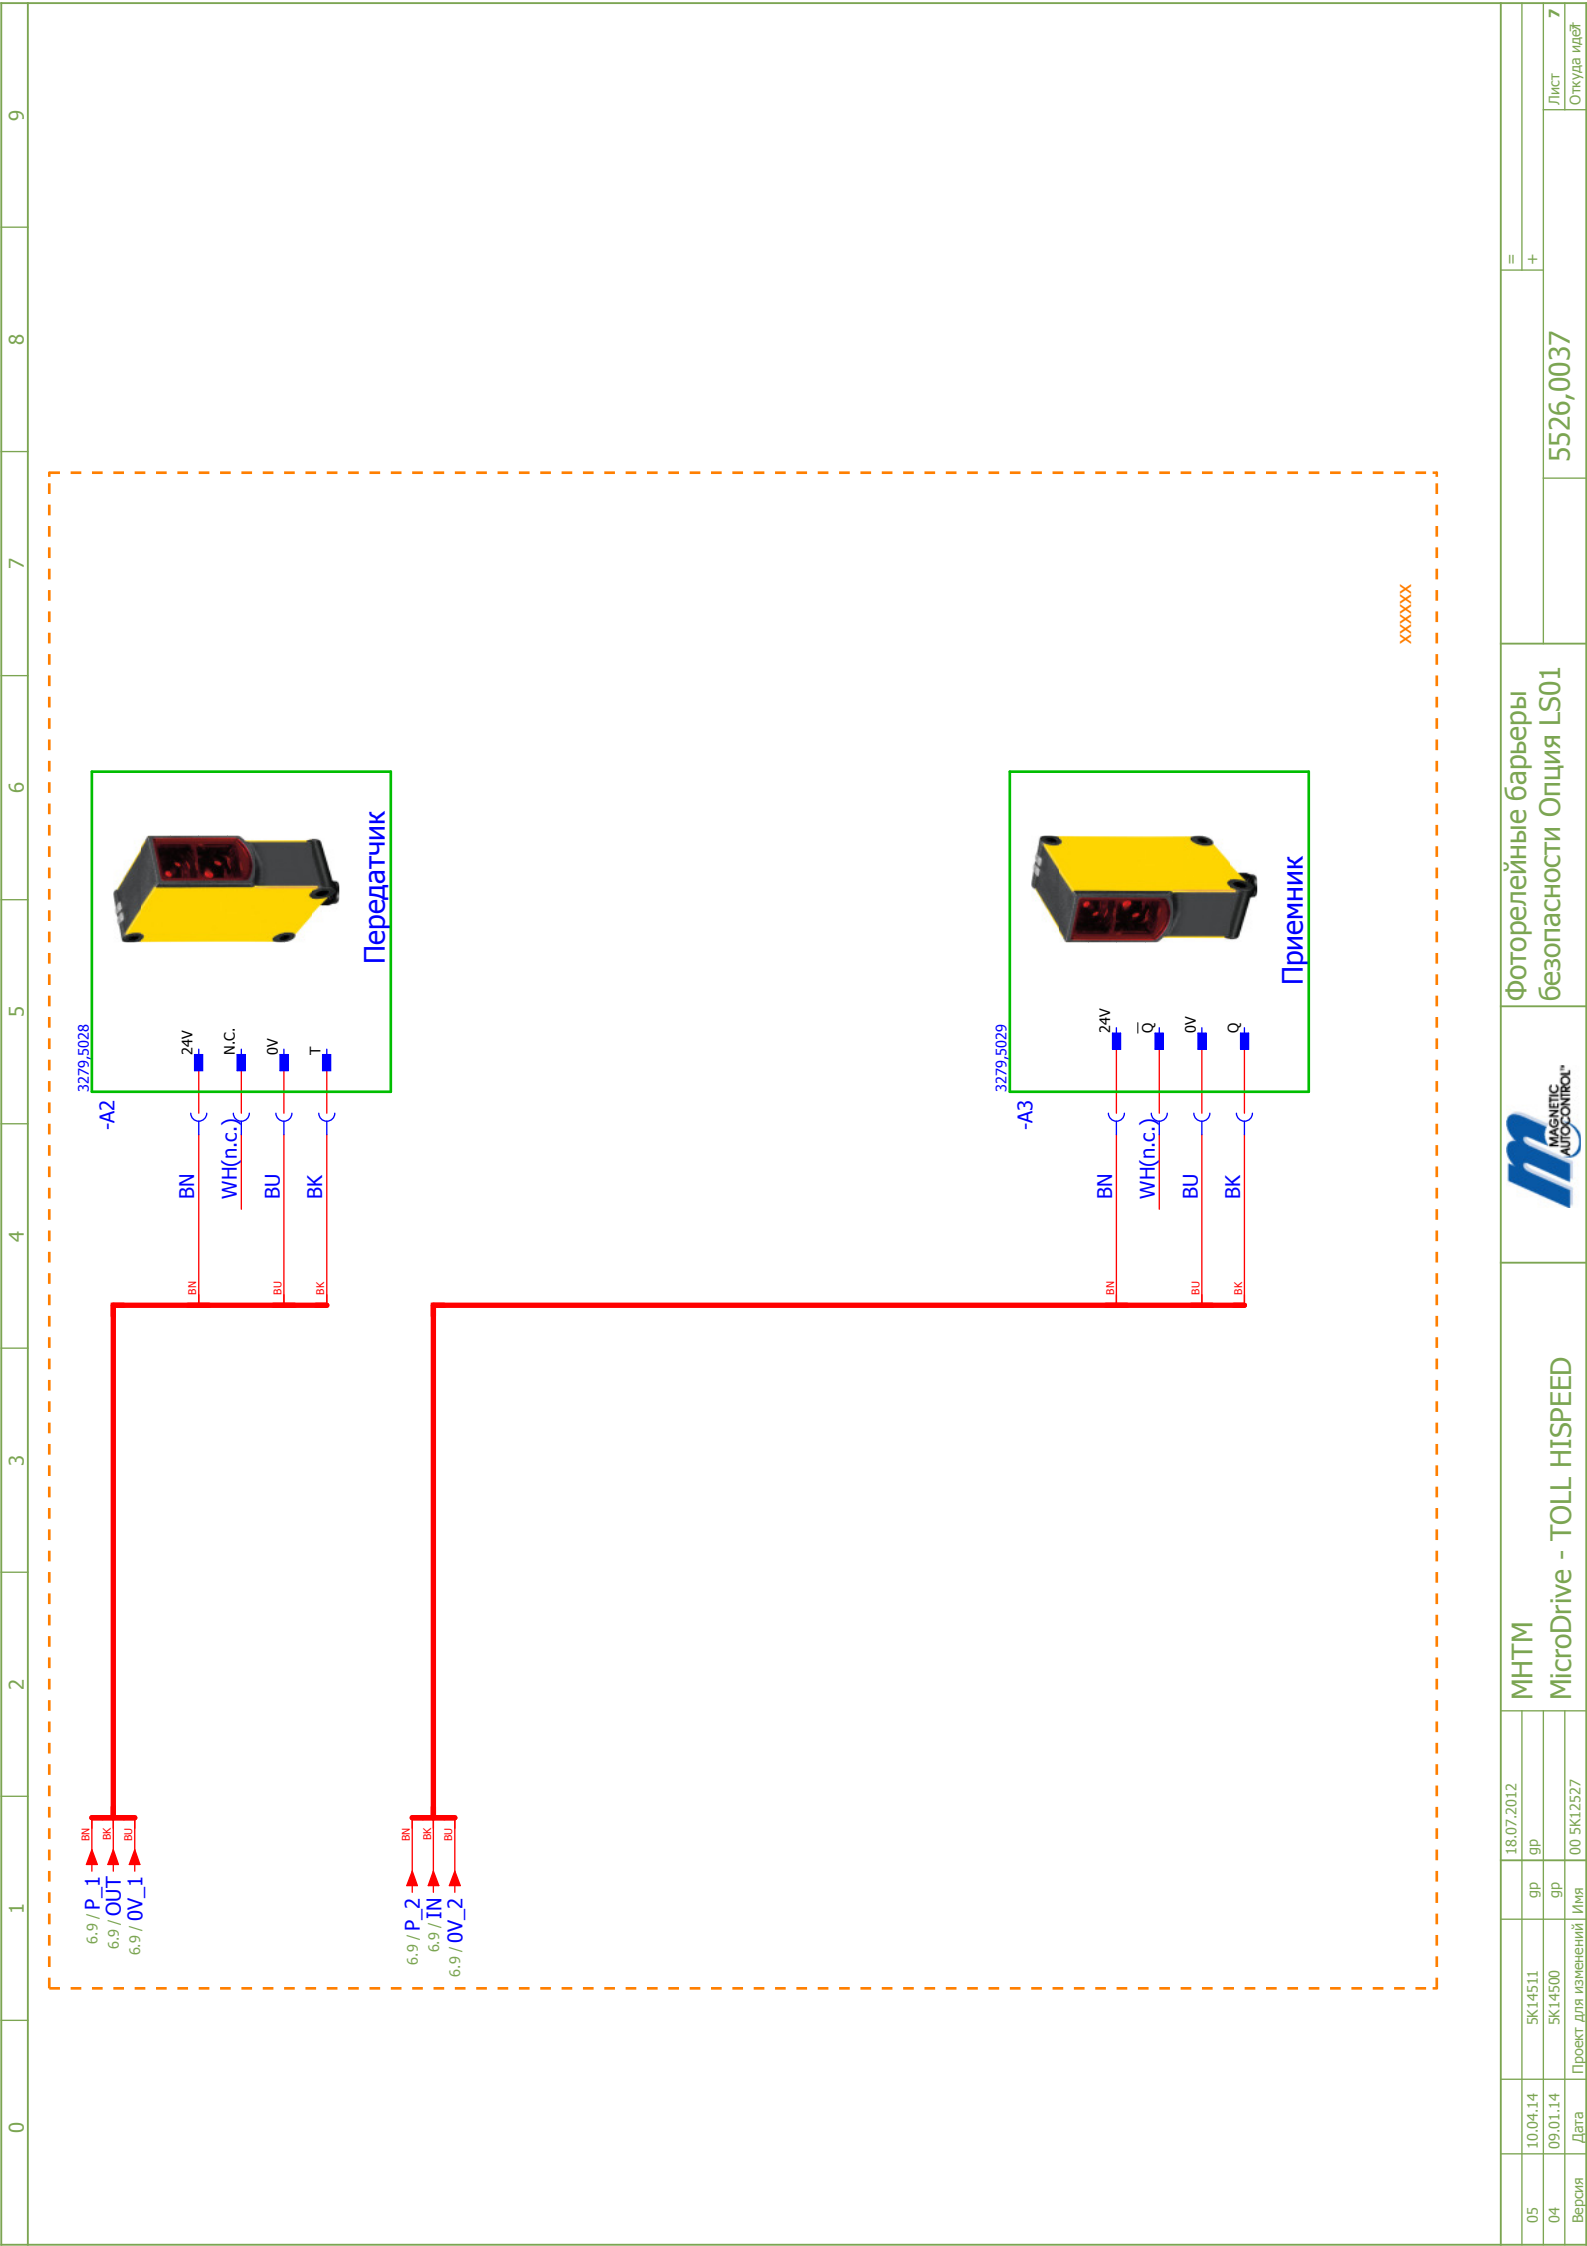 0 1 2 3 4 5 6 7 8 9
3279,5028
-A2
6.9 / P_1 BN
6.9 / OUT BK
6.9 / 0V_1 BU
BN BN 24V
WH(n.c.) N.C.
BU BU 0V
BK BK T
Передатчик
6.9 / P_2 BN
6.9 / IN BK
6.9 / 0V_2 BU
3279,5029
-A3
BN BN 24V
WH(n.c.) Q̅
BU BU 0V
BK BK Q
Приемник
xxxxxx
18.07.2012
05 10.04.14 5K14511 gp gp
04 09.01.14 5K14500 gp
Версия Дата Проект для изменений Имя 00 5K12527
MHTM
MicroDrive - TOLL HISPEED
m
MAGNETIC
AUTOCONTROL™
Фоторелейные барьеры
безопасности Опция LS01
5526,0037
=
+
Лист 7
Откуда идет